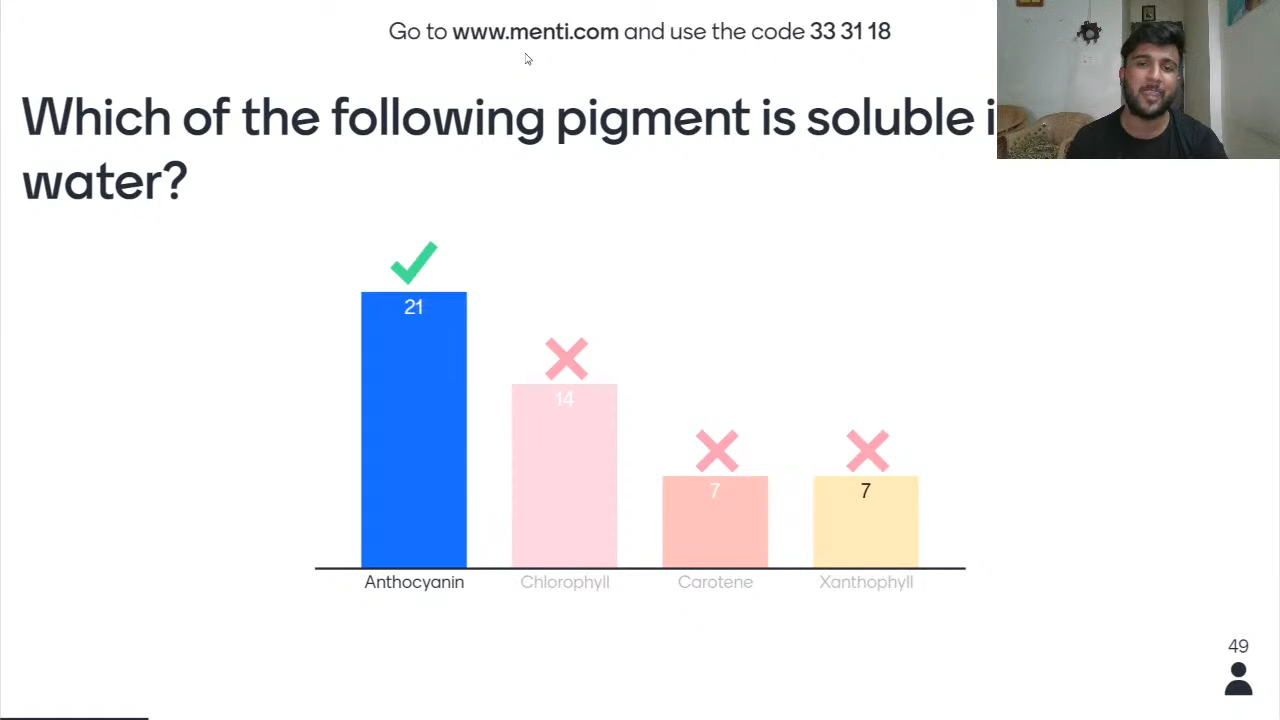 Go to www.menti.com and use the code 33 31 18
Which of the following pigment is soluble i
water?
21
14
7
7
Anthocyanin
Chlorophyll
Carotene
Xanthophyll
49